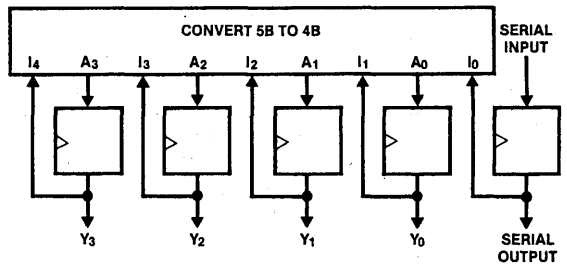 CONVERT 5B TO 4B
SERIAL
INPUT
I4 A3 I3 A2 I2 A1 I1 A0 I0
Y3 Y2 Y1 Y0
SERIAL
OUTPUT